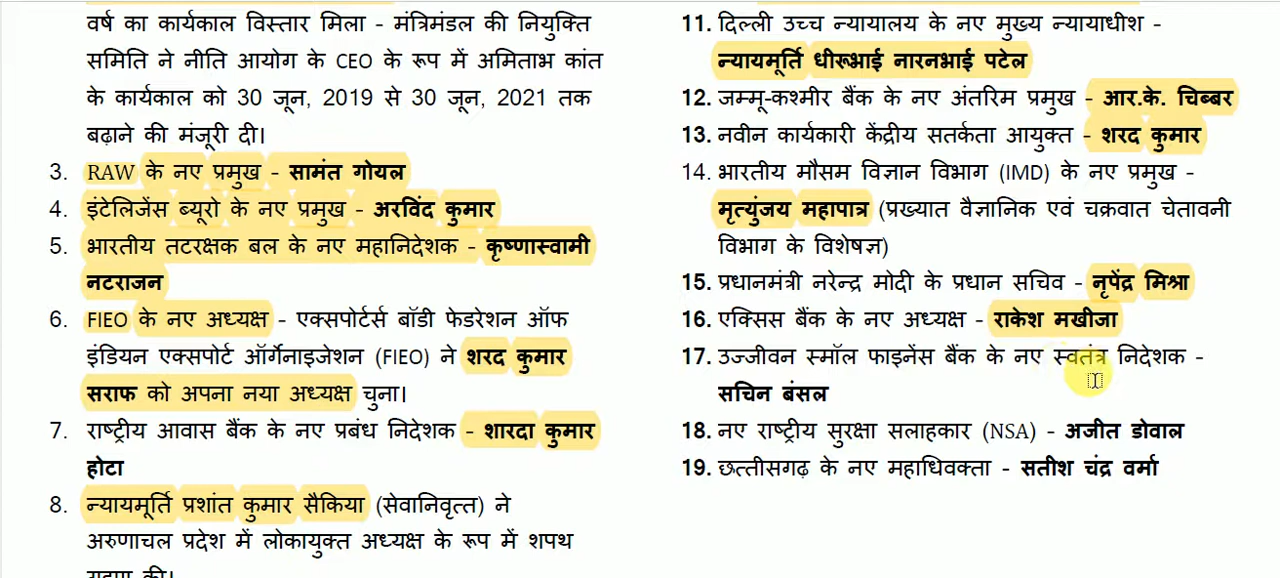 वर्ष का कार्यकाल विस्तार मिला - मंत्रिमंडल की नियुक्ति
समिति ने नीति आयोग के CEO के रूप में अमिताभ कांत
के कार्यकाल को 30 जून, 2019 से 30 जून, 2021 तक
बढ़ाने की मंजूरी दी।
3. RAW के नए प्रमुख - सामंत गोयल
4. इंटेलिजेंस ब्यूरो के नए प्रमुख - अरविंद कुमार
5. भारतीय तटरक्षक बल के नए महानिदेशक - कृष्णास्वामी
नटराजन
6. FIEO के नए अध्यक्ष - एक्सपोर्टर्स बॉडी फेडरेशन ऑफ
इंडियन एक्सपोर्ट ऑर्गेनाइजेशन (FIEO) ने शरद कुमार
सराफ को अपना नया अध्यक्ष चुना।
7. राष्ट्रीय आवास बैंक के नए प्रबंध निदेशक - शारदा कुमार
होटा
8. न्यायमूर्ति प्रशांत कुमार सैकिया (सेवानिवृत्त) ने
अरुणाचल प्रदेश में लोकायुक्त अध्यक्ष के रूप में शपथ
11. दिल्ली उच्च न्यायालय के नए मुख्य न्यायाधीश -
न्यायमूर्ति धीरूभाई नारनभाई पटेल
12. जम्मू-कश्मीर बैंक के नए अंतरिम प्रमुख - आर.के. चिब्बर
13. नवीन कार्यकारी केंद्रीय सतर्कता आयुक्त - शरद कुमार
14. भारतीय मौसम विज्ञान विभाग (IMD) के नए प्रमुख -
मृत्युंजय महापात्र (प्रख्यात वैज्ञानिक एवं चक्रवात चेतावनी
विभाग के विशेषज्ञ)
15. प्रधानमंत्री नरेन्द्र मोदी के प्रधान सचिव - नृपेंद्र मिश्रा
16. एक्सिस बैंक के नए अध्यक्ष - राकेश मखीजा
17. उज्जीवन स्मॉल फाइनेंस बैंक के नए स्वतंत्र निदेशक -
सचिन बंसल
18. नए राष्ट्रीय सुरक्षा सलाहकार (NSA) - अजीत डोवाल
19. छत्तीसगढ़ के नए महाधिवक्ता - सतीश चंद्र वर्मा